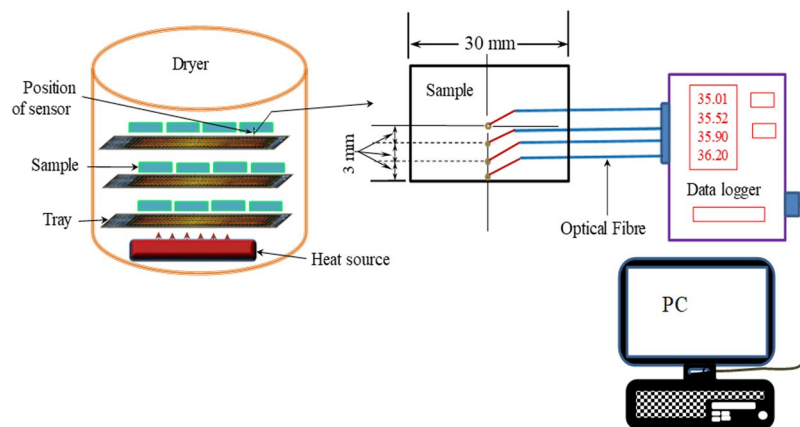 Dryer
Position
of sensor
Sample
Tray
Heat source
30 mm
Sample
3 mm
Optical Fibre
35.01
35.52
35.90
36.20
Data logger
PC